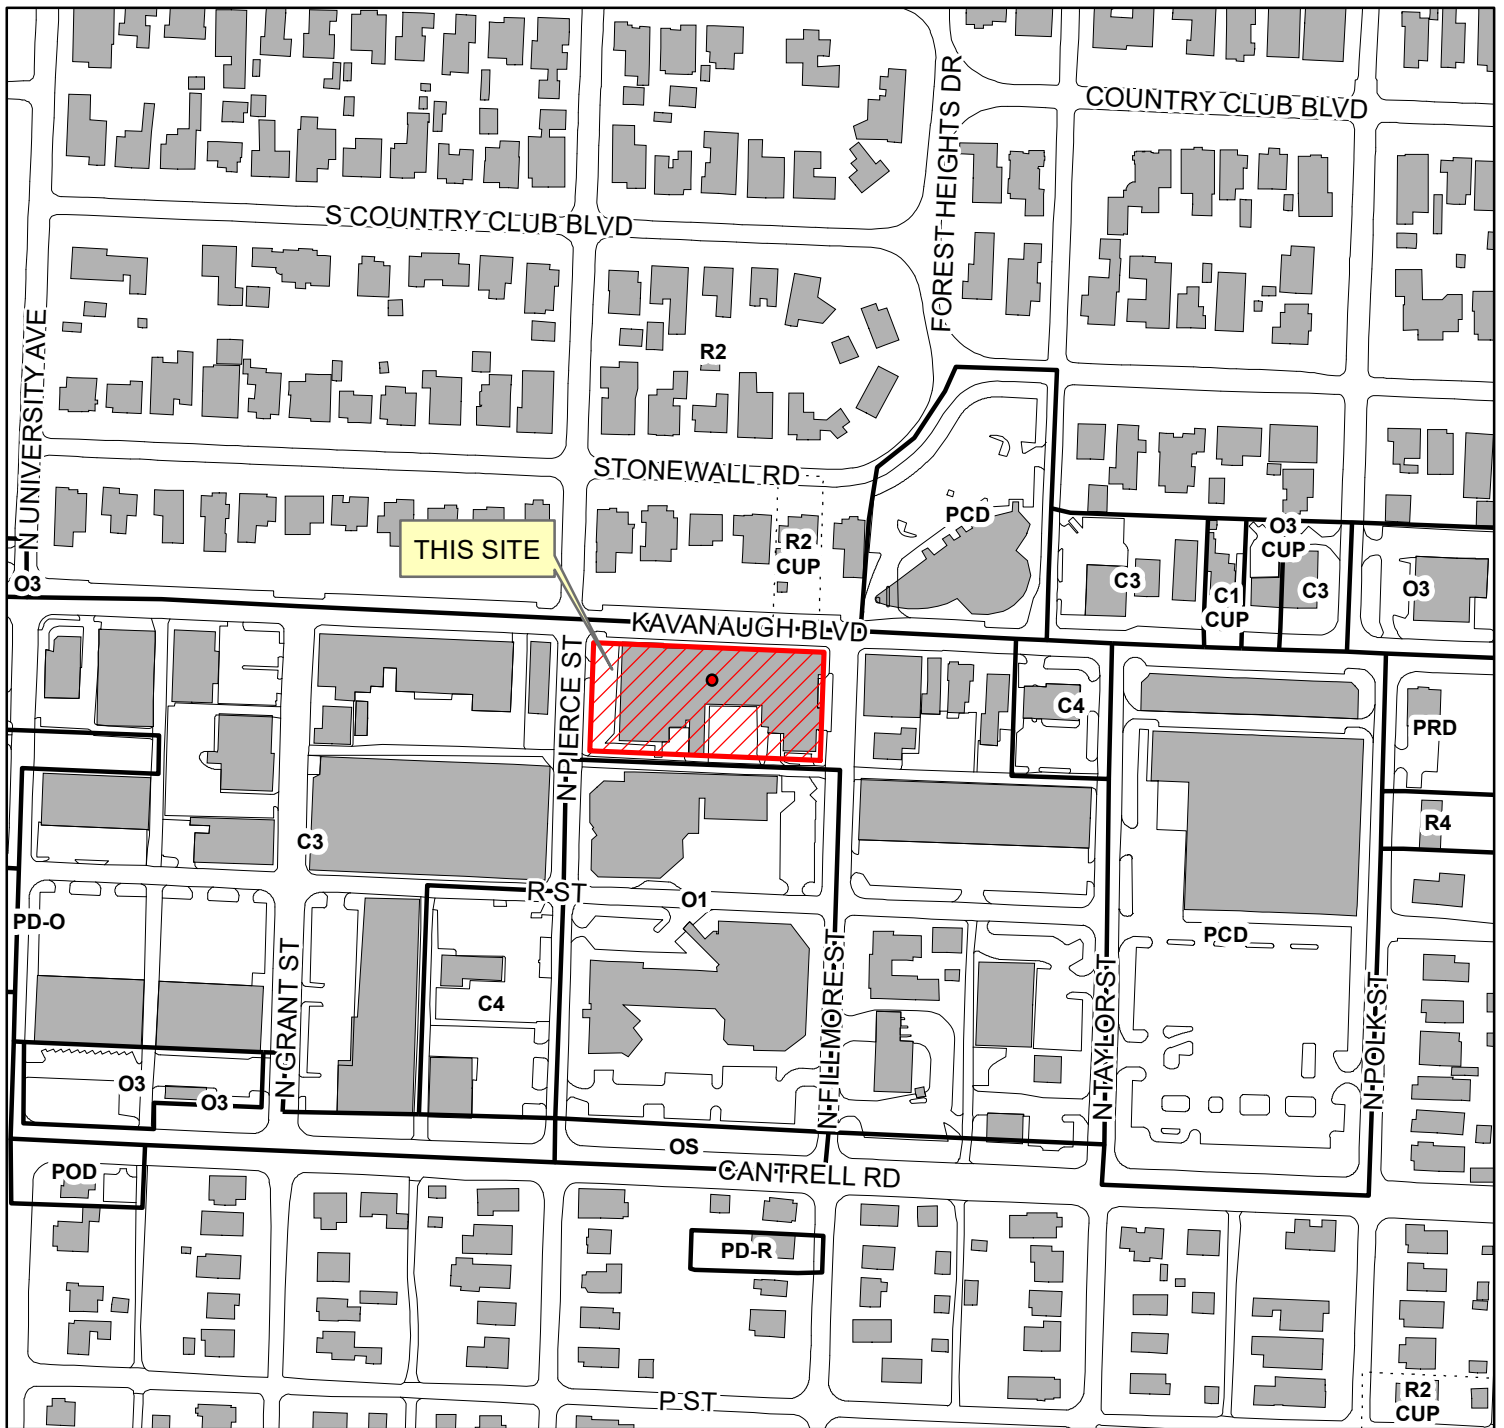 COUNTRY CLUB BLVD
FOREST HEIGHTS DR
S COUNTRY CLUB BLVD
N UNIVERSITY AVE
R2
STONEWALL RD
PCD
THIS SITE
R2
CUP
O3
CUP
O3
C3
C1
CUP
C3
O3
KAVANAUGH BLVD
N PIERCE ST
C4
PRD
R4
C3
R ST
O1
PD-O
PCD
N GRANT ST
C4
N FILLMORE ST
N TAYLOR ST
N POLK ST
O3
O3
OS
POD
CANTRELL RD
PD-R
P ST
R2
CUP